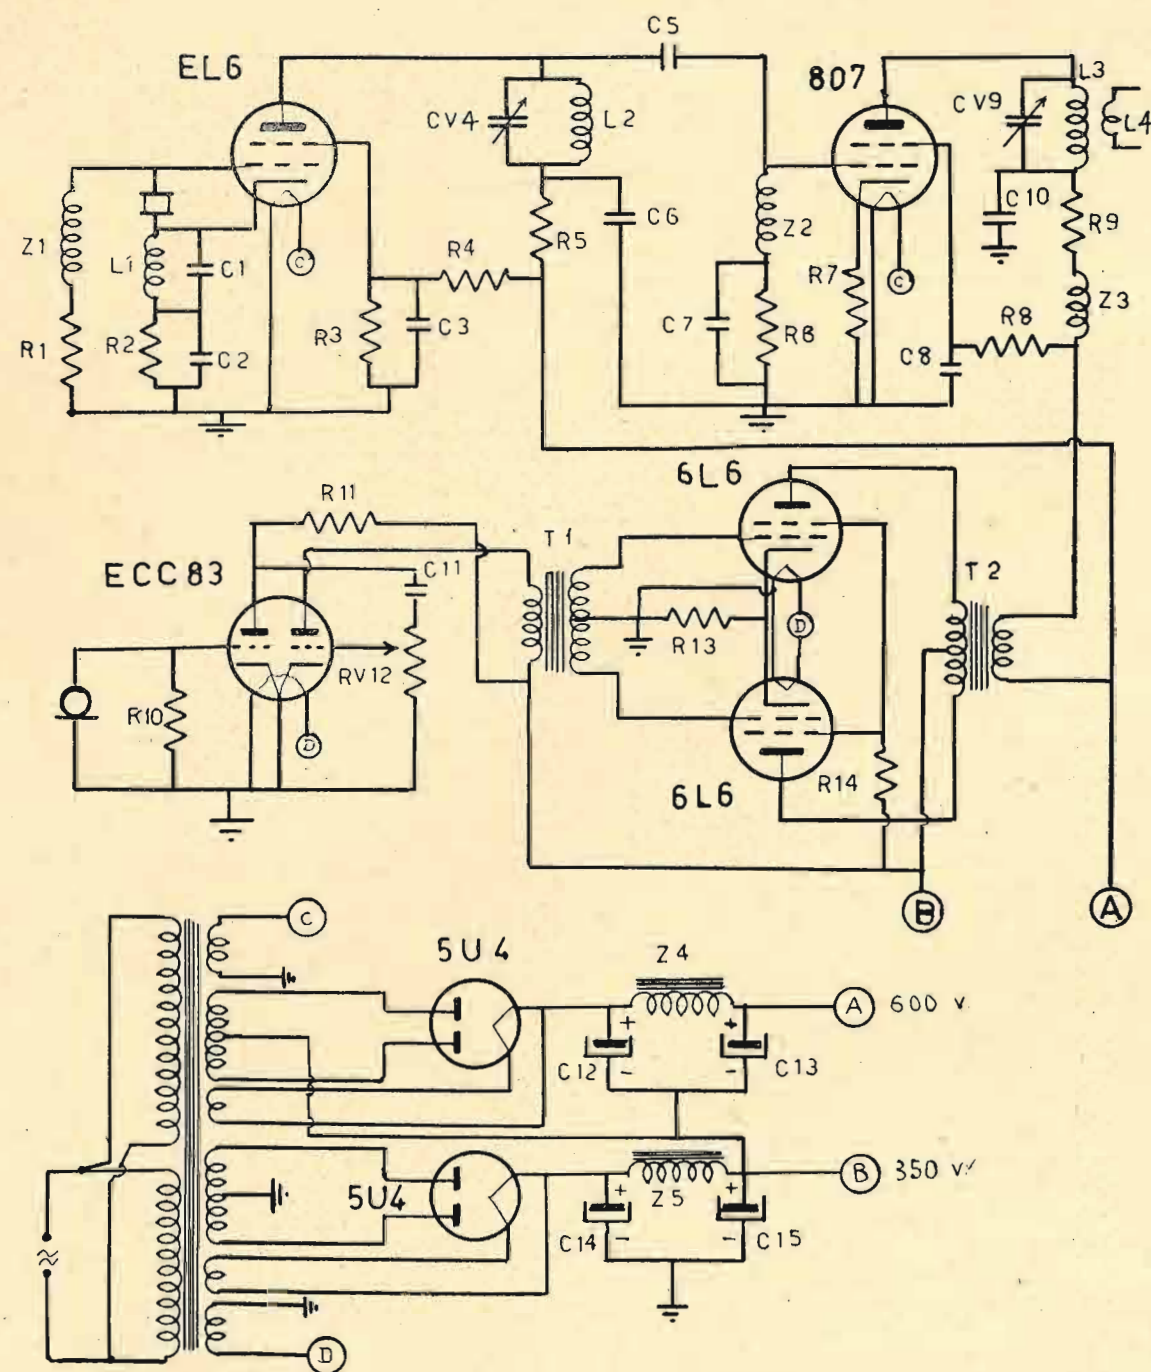 C5
EL6
807
L3
CV4
L2
CV9
L4
C6
C10
Z1
L1
C1
C
R4
R5
Z2
R7
C
R9
Z3
R1
R2
C2
R3
C3
C7
R6
C8
R8
6L6
R11
T1
ECC83
C11
T2
D
R13
RV12
R10
D
R14
6L6
B
A
C
5U4
Z4
A 600 v.
+
+
C12
-
-
C13
5U4
Z5
B 350 v.
+
+
C14
-
-
C15
≈
D